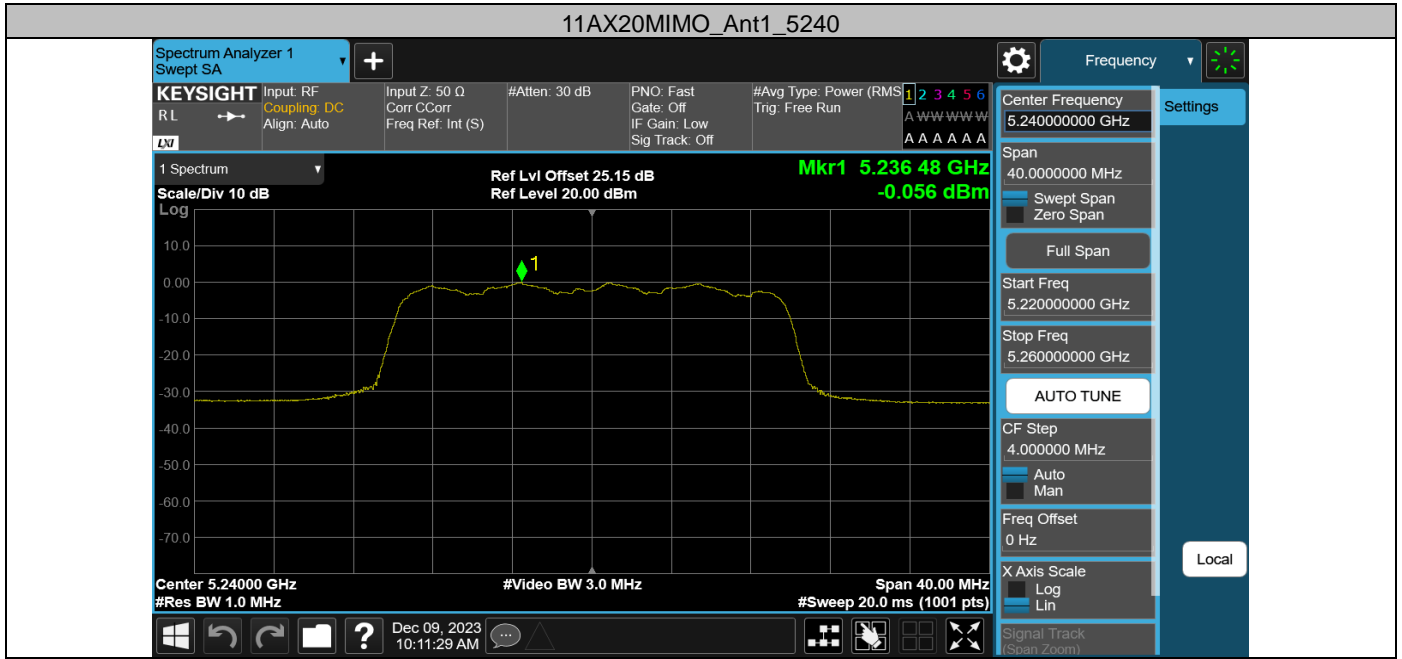 11AX20MIMO_Ant1_5240
Spectrum Analyzer 1
Swept SA
Frequency
KEYSIGHT
RL
LXI
Input: RF
Coupling: DC
Align: Auto
Input Z: 50 Ω
Corr CCorr
Freq Ref: Int (S)
#Atten: 30 dB
PNO: Fast
Gate: Off
IF Gain: Low
Sig Track: Off
#Avg Type: Power (RMS
Trig: Free Run
1 2 3 4 5 6
A W W W W W
A A A A A A
1 Spectrum
Scale/Div 10 dB
Log
Ref Lvl Offset 25.15 dB
Ref Level 20.00 dBm
Mkr1 5.236 48 GHz
-0.056 dBm
1
10.0
0.00
-10.0
-20.0
-30.0
-40.0
-50.0
-60.0
-70.0
Center 5.24000 GHz
#Res BW 1.0 MHz
#Video BW 3.0 MHz
Span 40.00 MHz
#Sweep 20.0 ms (1001 pts)
Dec 09, 2023
10:11:29 AM
Center Frequency
5.240000000 GHz
Span
40.0000000 MHz
Swept Span
Zero Span
Full Span
Start Freq
5.220000000 GHz
Stop Freq
5.260000000 GHz
AUTO TUNE
CF Step
4.000000 MHz
Auto
Man
Freq Offset
0 Hz
X Axis Scale
Log
Lin
Signal Track
(Span Zoom)
Settings
Local